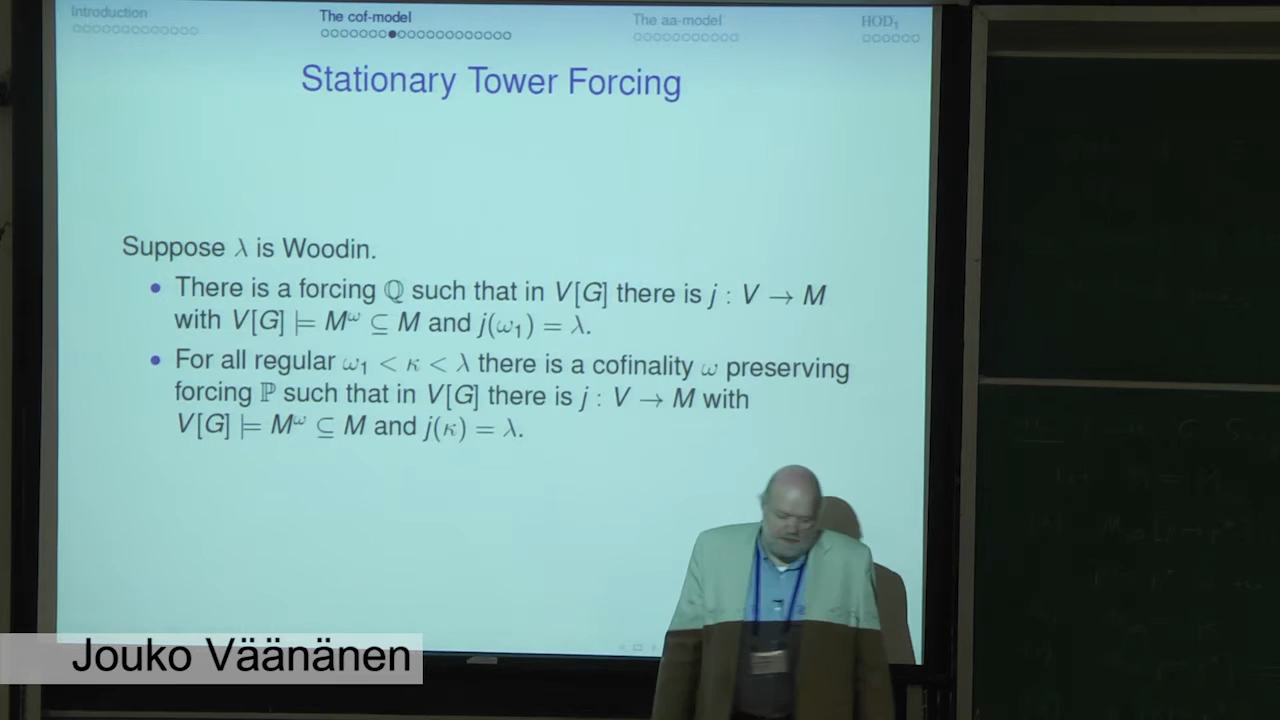 Introduction The cof-model The aa-model HOD₁
Stationary Tower Forcing
Suppose λ is Woodin.
• There is a forcing ℚ such that in V[G] there is j : V → M
with V[G] ⊨ Mω ⊆ M and j(ω₁) = λ.
• For all regular ω₁ < κ < λ there is a cofinality ω preserving
forcing ℙ such that in V[G] there is j : V → M with
V[G] ⊨ Mω ⊆ M and j(κ) = λ.
Jouko Väänänen